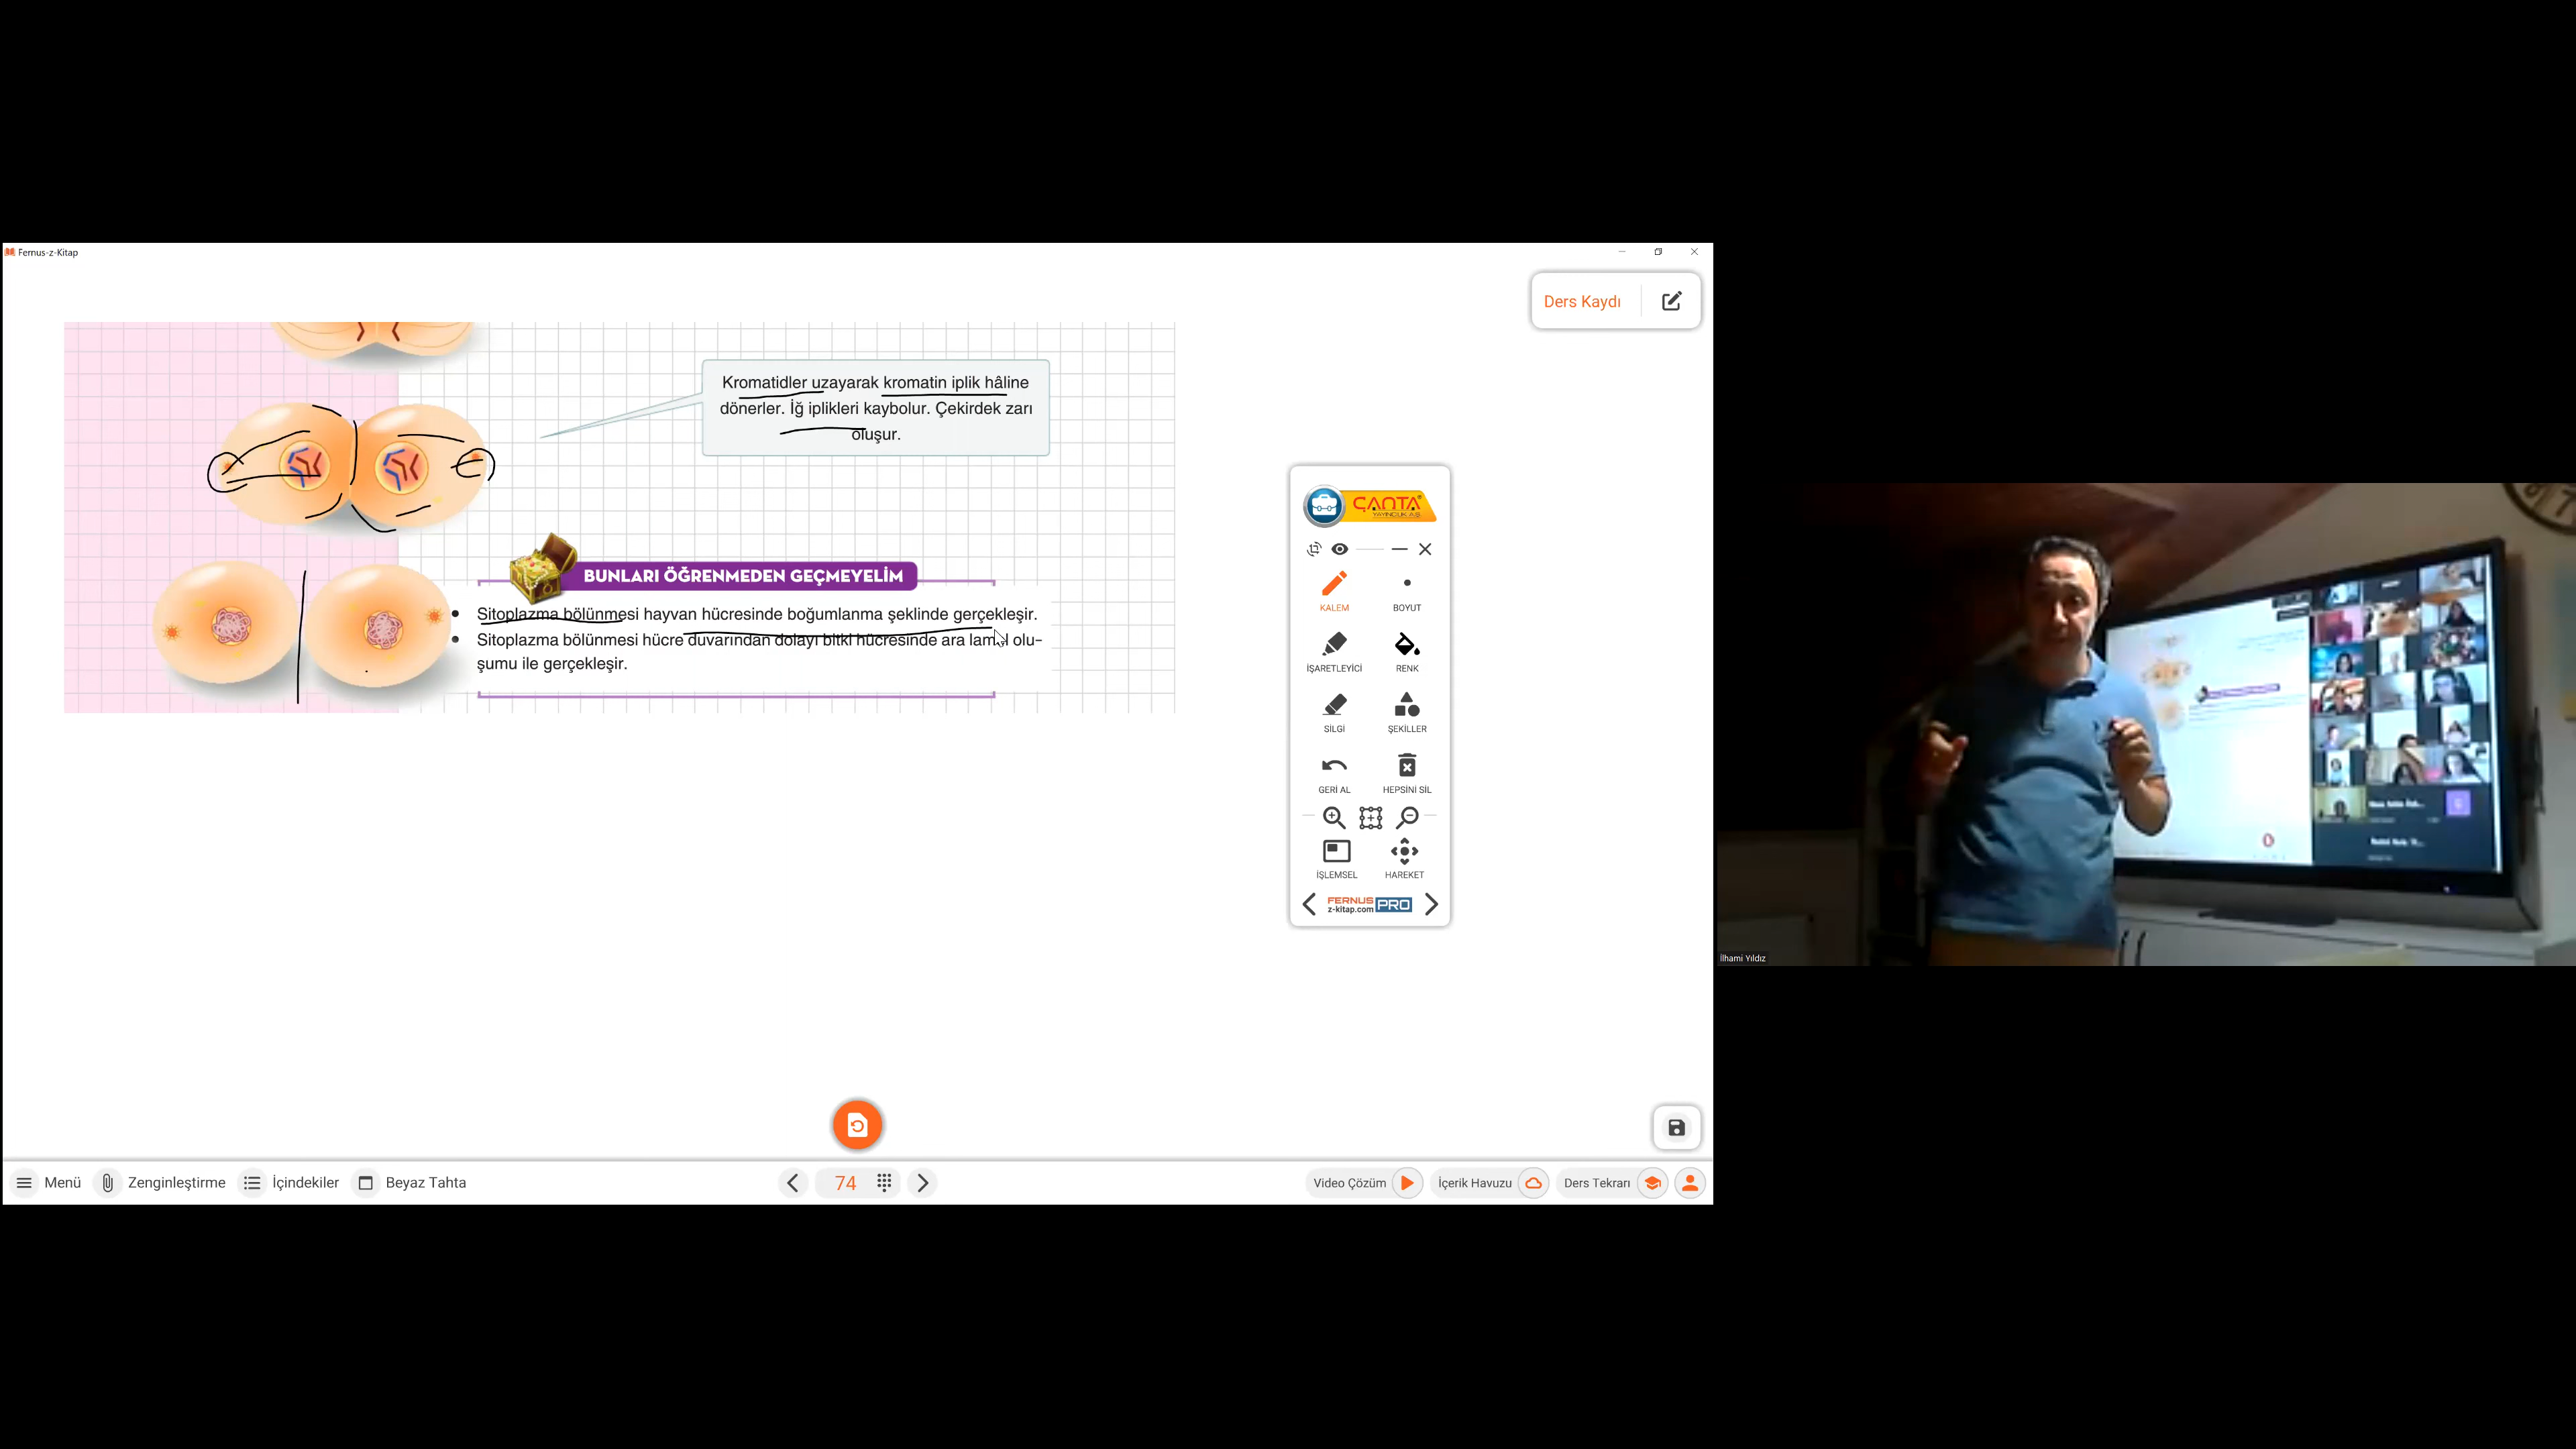 Fernus-z-Kitap
Ders Kaydı
Kromatidler uzayarak kromatin iplik hâline
dönerler. İğ iplikleri kaybolur. Çekirdek zarı
oluşur.
BUNLARI ÖĞRENMEDEN GEÇMEYELİM
• Sitoplazma bölünmesi hayvan hücresinde boğumlanma şeklinde gerçekleşir.
• Sitoplazma bölünmesi hücre duvarından dolayı bitki hücresinde ara lamel olu-
şumu ile gerçekleşir.
ÇANTA
YAYINCILIK A.Ş.
KALEM BOYUT
İŞARETLEYİCİ RENK
SİLGİ ŞEKİLLER
GERİ AL HEPSİNİ SİL
İŞLEMSEL HAREKET
FERNUS PRO
z-kitap.com
İlhami Yıldız
Menü Zenginleştirme İçindekiler Beyaz Tahta 74 Video Çözüm İçerik Havuzu Ders Tekrarı